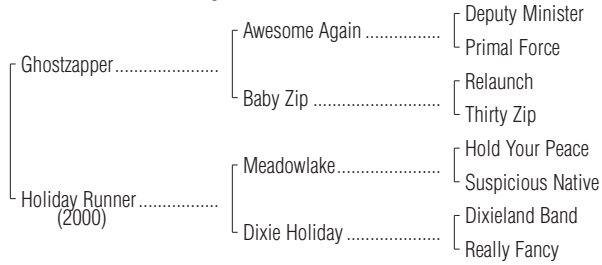 Deputy Minister
Awesome Again ................
Primal Force
Ghostzapper......................
Relaunch
Baby Zip ...........................
Thirty Zip
Hold Your Peace
Meadowlake......................
Suspicious Native
Holiday Runner.................
(2000)
Dixieland Band
Dixie Holiday ....................
Really Fancy